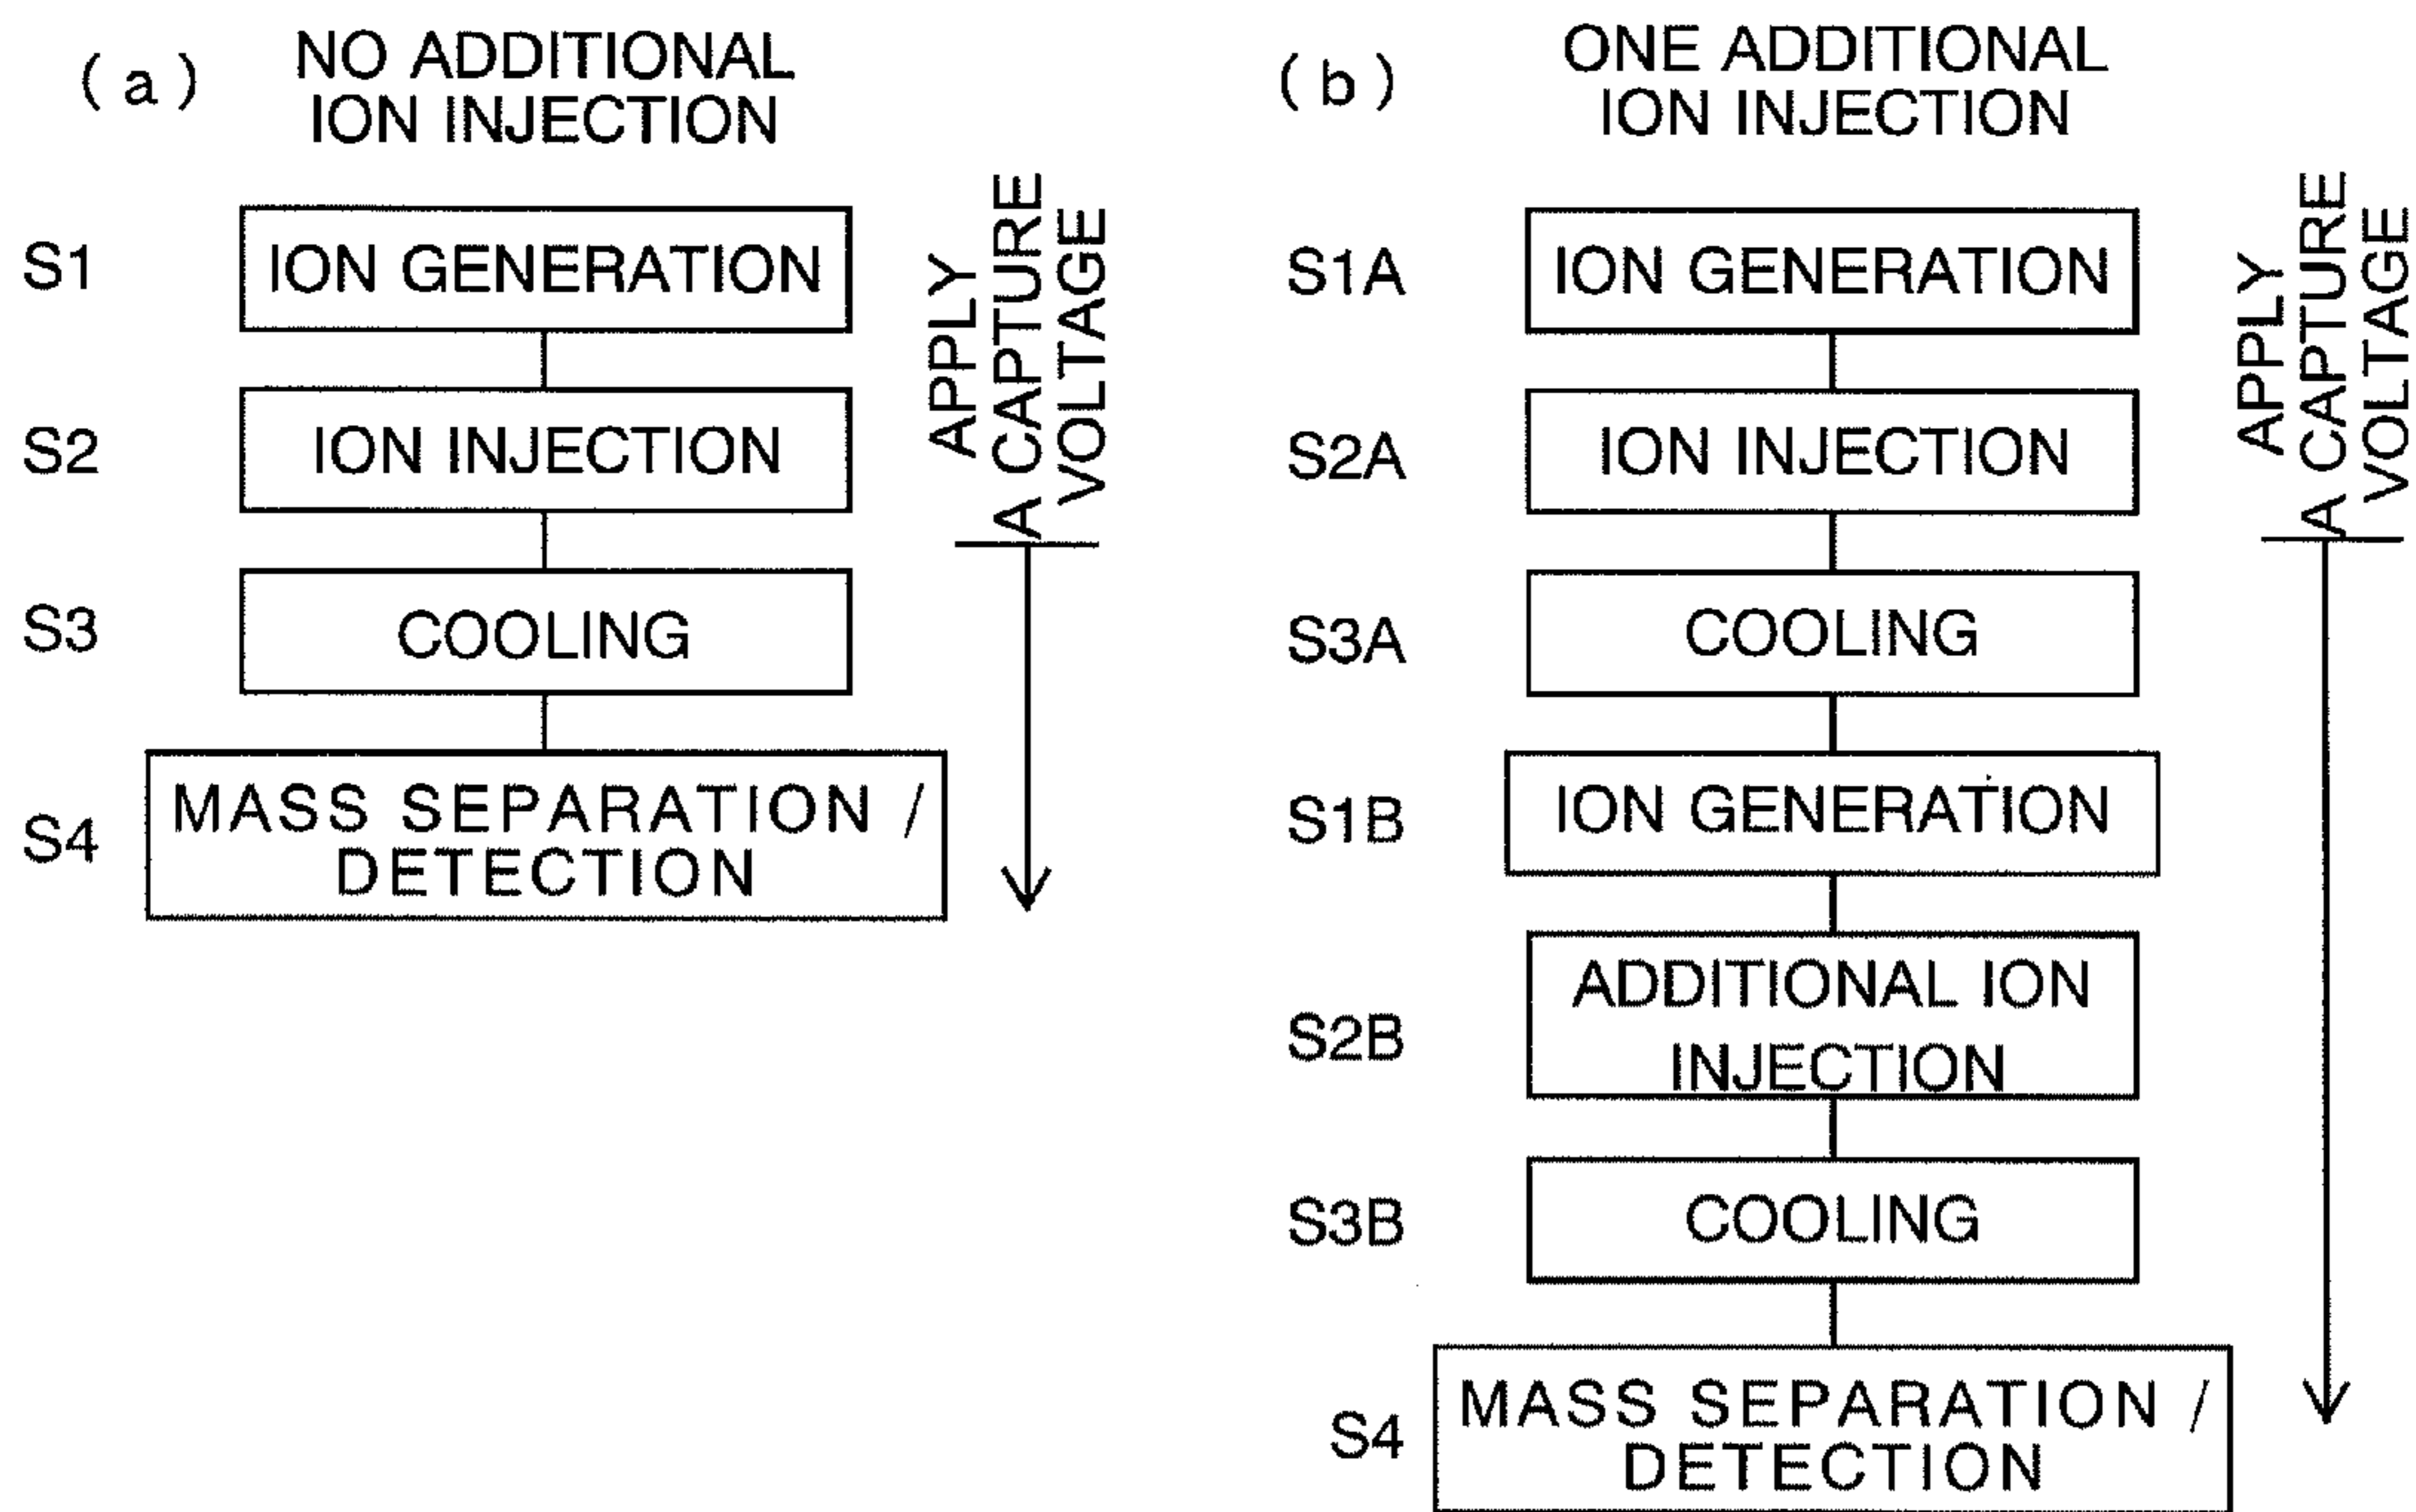 (a)
NO ADDITIONAL
ION INJECTION
S1
ION GENERATION
S2
ION INJECTION
S3
COOLING
S4
MASS SEPARATION /
DETECTION
APPLY
A CAPTURE
VOLTAGE
(b)
ONE ADDITIONAL
ION INJECTION
S1A
ION GENERATION
S2A
ION INJECTION
S3A
COOLING
S1B
ION GENERATION
S2B
ADDITIONAL ION
INJECTION
S3B
COOLING
S4
MASS SEPARATION /
DETECTION
APPLY
A CAPTURE
VOLTAGE